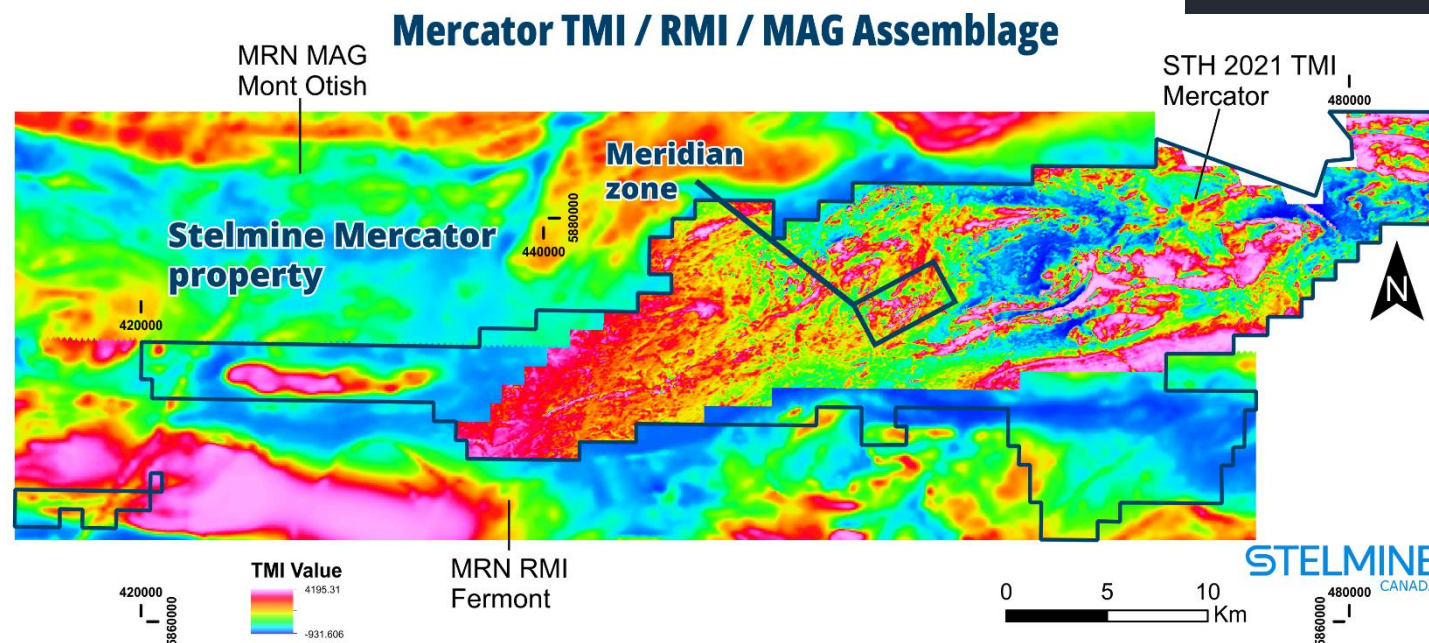 Mercator TMI / RMI / MAG Assemblage
MRN MAG
Mont Otish
STH 2021 TMI
Mercator
480000
Meridian
zone
Stelmine Mercator
property
440000
5880000
420000
N
TMI Value
4195.31
-931.606
MRN RMI
Fermont
0 5 10
Km
STELMINE
CANADA
420000
5860000
480000
5860000